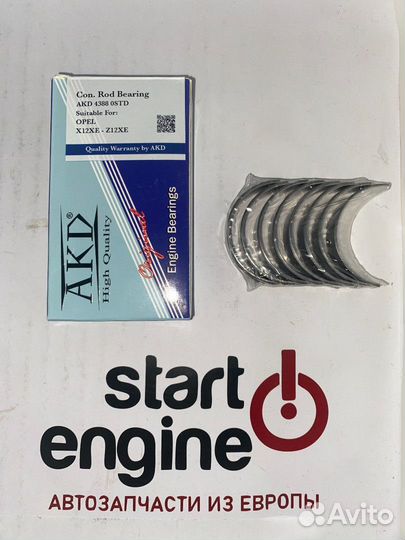 Con. Rod Bearing
AKD 4388 0STD
Suitable For:
OPEL
X12XE - Z12XE
Quality Warranty by AKD
AKD®
High Quality
Original
Engine Bearings
start
engine
АВТОЗАПЧАСТИ ИЗ ЕВРОПЫ
Avito